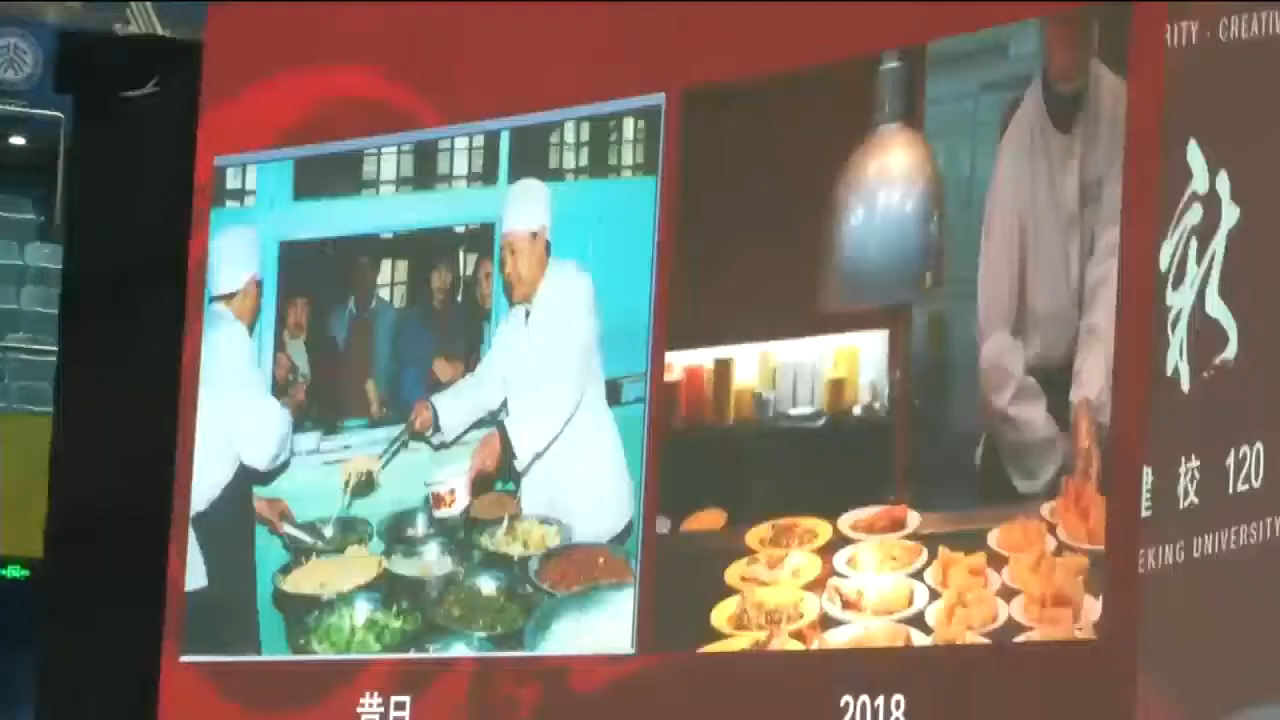 RITY · CREATIV
新
建 校 120
EKING UNIVERSITY
昔日
2018